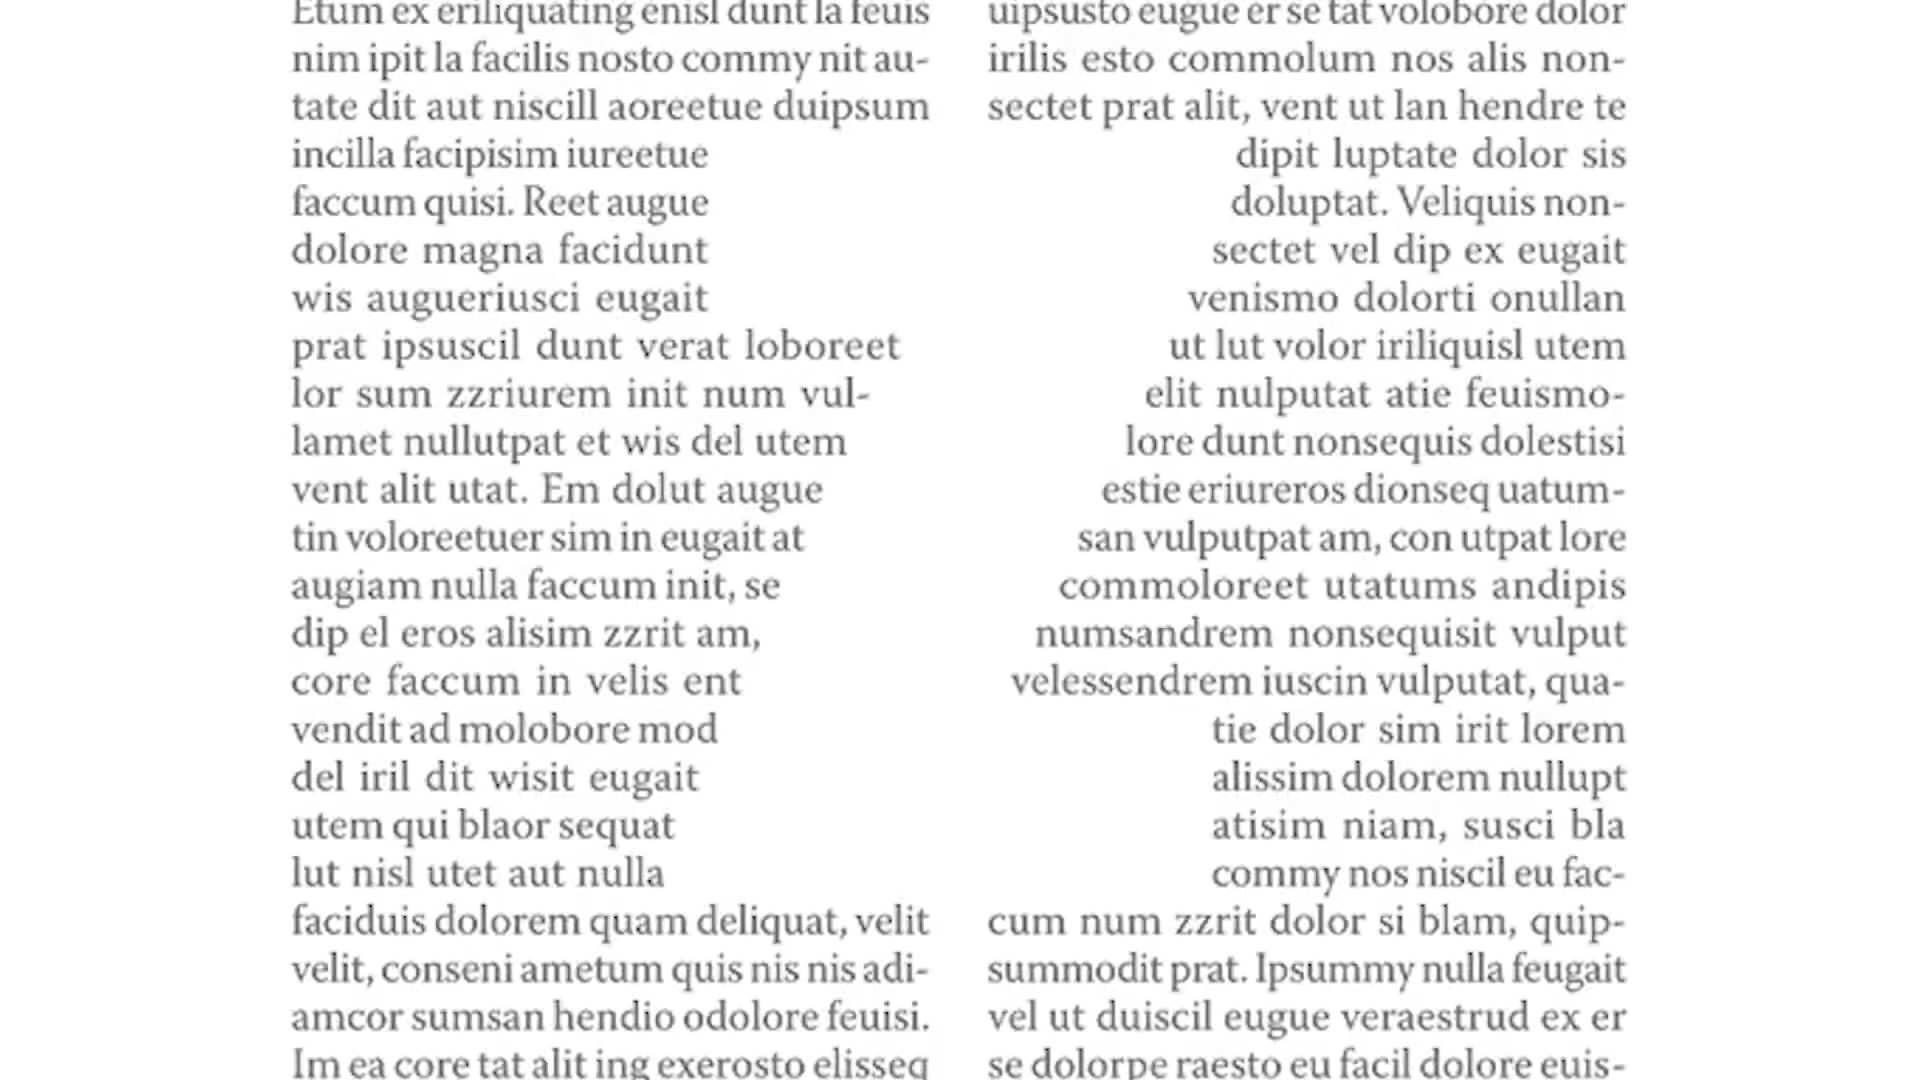 Etum ex eriliquating enisl dunt la feuis
nim ipit la facilis nosto commy nit au-
tate dit aut niscill aoreetue duipsum
incilla facipisim iureetue
faccum quisi. Reet augue
dolore magna facidunt
wis augueriusci eugait
prat ipsuscil dunt verat loboreet
lor sum zzriurem init num vul-
lamet nullutpat et wis del utem
vent alit utat. Em dolut augue
tin voloreetuer sim in eugait at
augiam nulla faccum init, se
dip el eros alisim zzrit am,
core faccum in velis ent
vendit ad molobore mod
del iril dit wisit eugait
utem qui blaor sequat
lut nisl utet aut nulla
faciduis dolorem quam deliquat, velit
velit, conseni ametum quis nis nis adi-
amcor sumsan hendio odolore feuisi.
Im ea core tat alit ing exerosto elisseq
uipsusto eugue er se tat volobore dolor
irilis esto commolum nos alis non-
sectet prat alit, vent ut lan hendre te
dipit luptate dolor sis
doluptat. Veliquis non-
sectet vel dip ex eugait
venismo dolorti onullan
ut lut volor iriliquisl utem
elit nulputat atie feuismo-
lore dunt nonsequis dolestisi
estie eriureros dionseq uatum-
san vulputpat am, con utpat lore
commoloreet utatums andipis
numsandrem nonsequisit vulput
velessendrem iuscin vulputat, qua-
tie dolor sim irit lorem
alissim dolorem nullupt
atisim niam, susci bla
commy nos niscil eu fac-
cum num zzrit dolor si blam, quip-
summodit prat. Ipsummy nulla feugait
vel ut duiscil eugue veraestrud ex er
se dolorpe raesto eu facil dolore euis-